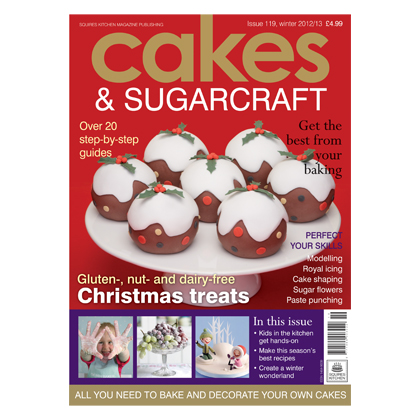 SQUIRES KITCHEN MAGAZINE PUBLISHING
Issue 119, winter 2012/13 £4.99
cakes
& SUGARCRAFT
Over 20
step-by-step
guides
Get the
best from
your
baking
PERFECT
YOUR SKILLS
Modelling
Royal icing
Cake shaping
Sugar flowers
Paste punching
Gluten-, nut- and dairy-free
Christmas treats
In this issue
• Kids in the kitchen
get hands-on
• Make this season's
best recipes
• Create a winter
wonderland
SQUIRES
KITCHEN
ALL YOU NEED TO BAKE AND DECORATE YOUR OWN CAKES